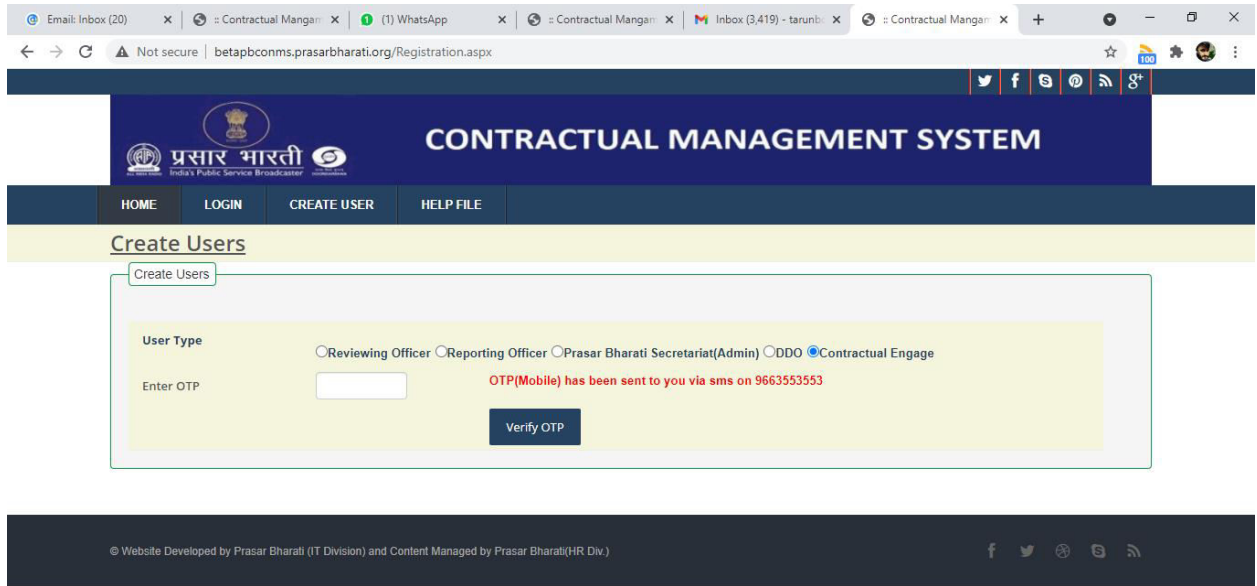 Email: Inbox (20)
:: Contractual Mangam
(1) WhatsApp
:: Contractual Mangam
Inbox (3,419) - tarunb
:: Contractual Mangam
Not secure | betapbconms.prasarbharati.org/Registration.aspx
100
प्रसार भारती
India's Public Service Broadcaster
CONTRACTUAL MANAGEMENT SYSTEM
HOME LOGIN CREATE USER HELP FILE
Create Users
Create Users
User Type
Reviewing Officer Reporting Officer Prasar Bharati Secretariat(Admin) DDO Contractual Engage
Enter OTP
OTP(Mobile) has been sent to you via sms on 9663553553
Verify OTP
© Website Developed by Prasar Bharati (IT Division) and Content Managed by Prasar Bharati(HR Div.)